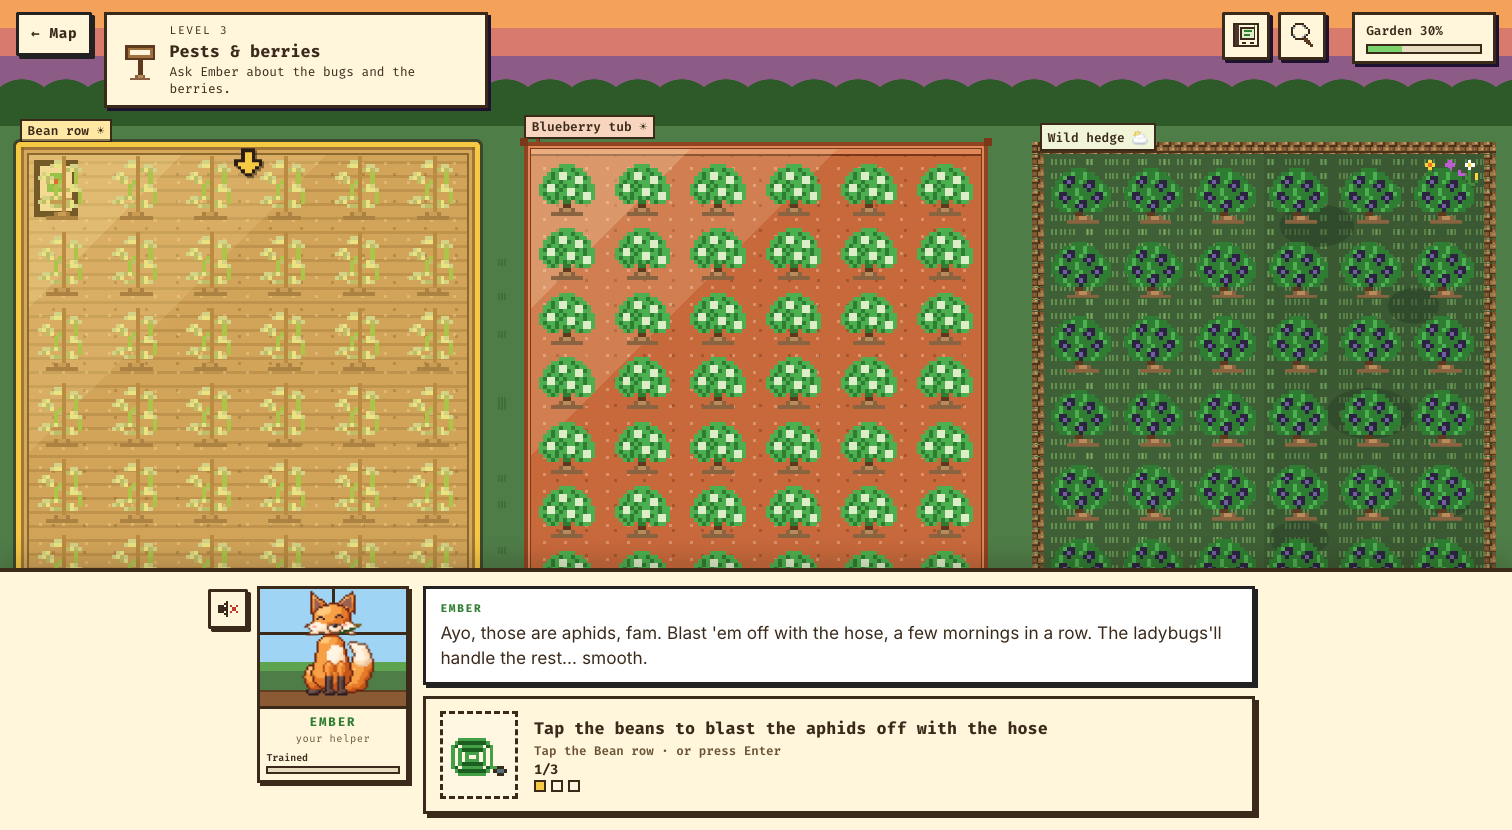 ← Map
LEVEL 3
Pests & berries
Ask Ember about the bugs and the
berries.
Garden 30%
Bean row ☀
Blueberry tub ☀
Wild hedge ⛅
EMBER
your helper
Trained
EMBER
Ayo, those are aphids, fam. Blast 'em off with the hose, a few mornings in a row. The ladybugs'll
handle the rest... smooth.
Tap the beans to blast the aphids off with the hose
Tap the Bean row · or press Enter
1/3